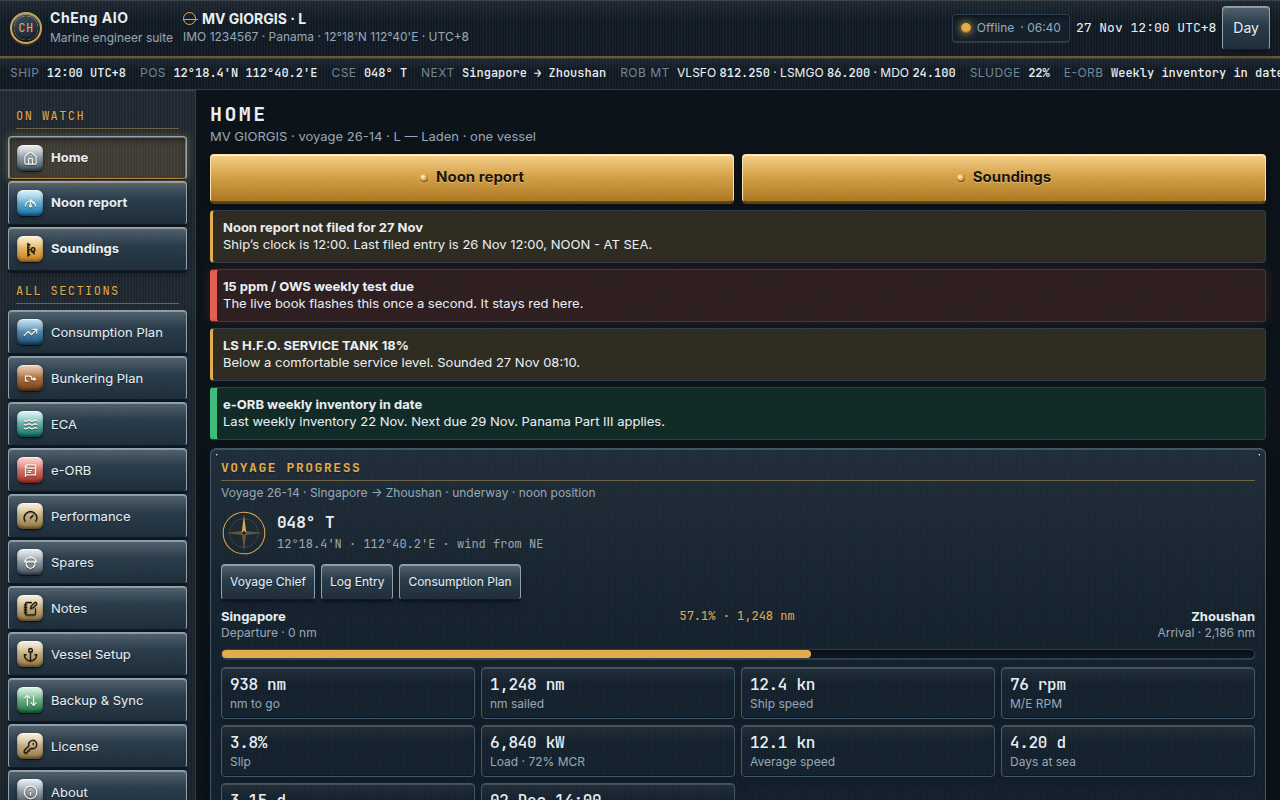 CH
ChEng AIO
Marine engineer suite
MV GIORGIS · L
IMO 1234567 · Panama · 12°18'N 112°40'E · UTC+8
Offline · 06:40
27 Nov 12:00 UTC+8
Day
SHIP 12:00 UTC+8 POS 12°18.4'N 112°40.2'E CSE 048° T NEXT Singapore → Zhoushan ROB MT VLSFO 812.250 · LSMGO 86.200 · MDO 24.100 SLUDGE 22% E-ORB Weekly inventory in date
ON WATCH
Home
Noon report
Soundings
ALL SECTIONS
Consumption Plan
Bunkering Plan
ECA
e-ORB
Performance
Spares
Notes
Vessel Setup
Backup & Sync
License
About
HOME
MV GIORGIS · voyage 26-14 · L — Laden · one vessel
Noon report
Soundings
Noon report not filed for 27 Nov
Ship's clock is 12:00. Last filed entry is 26 Nov 12:00, NOON - AT SEA.
15 ppm / OWS weekly test due
The live book flashes this once a second. It stays red here.
LS H.F.O. SERVICE TANK 18%
Below a comfortable service level. Sounded 27 Nov 08:10.
e-ORB weekly inventory in date
Last weekly inventory 22 Nov. Next due 29 Nov. Panama Part III applies.
VOYAGE PROGRESS
Voyage 26-14 · Singapore → Zhoushan · underway · noon position
048° T
12°18.4'N · 112°40.2'E · wind from NE
Voyage Chief
Log Entry
Consumption Plan
Singapore
Departure · 0 nm
57.1% · 1,248 nm
Zhoushan
Arrival · 2,186 nm
938 nm
nm to go
1,248 nm
nm sailed
12.4 kn
Ship speed
76 rpm
M/E RPM
3.8%
Slip
6,840 kW
Load · 72% MCR
12.1 kn
Average speed
4.20 d
Days at sea
3.15 d
02 Dec 14:00